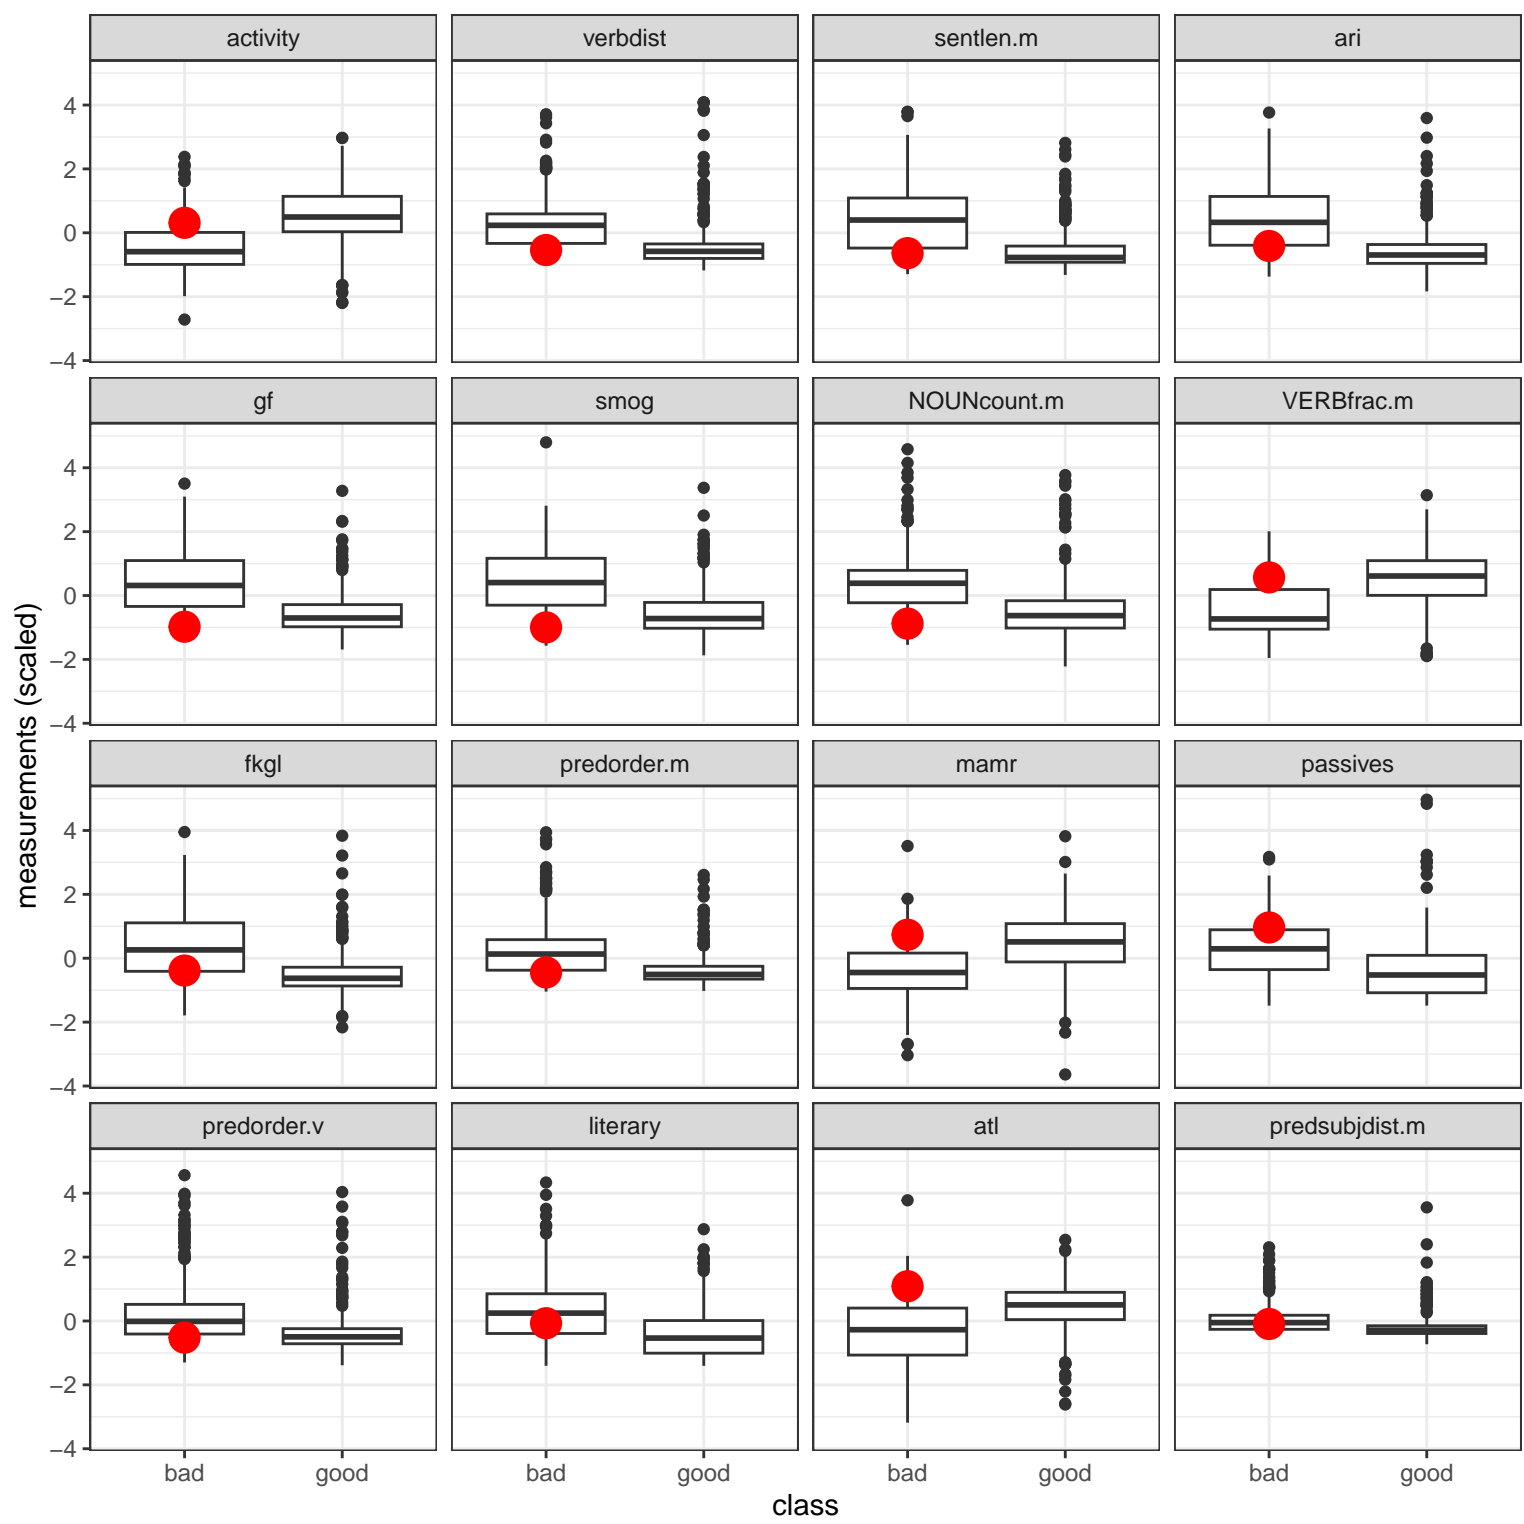 activity verbdist sentlen.m ari
4
2
0
−2
−4
gf smog NOUNcount.m VERBfrac.m
4
2
0
−2
−4
measurements (scaled)
fkgl predorder.m mamr passives
4
2
0
−2
−4
predorder.v literary atl predsubjdist.m
4
2
0
−2
−4
bad good bad good bad good bad good
class